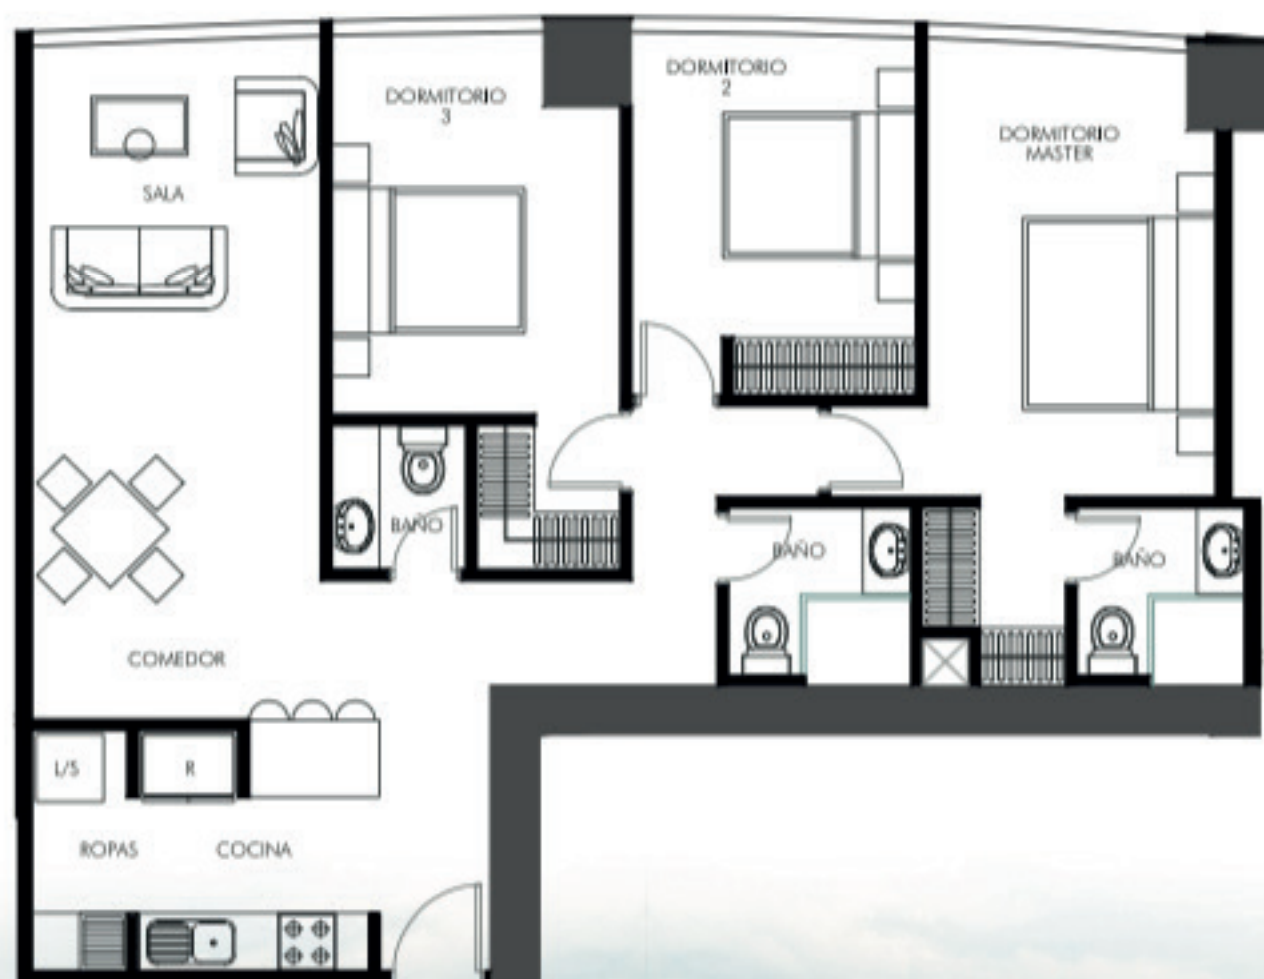 DORMITORIO
3
DORMITORIO
2
DORMITORIO
MASTER
SALA
BAÑO
BAÑO
BAÑO
COMEDOR
L/S
R
ROPAS
COCINA